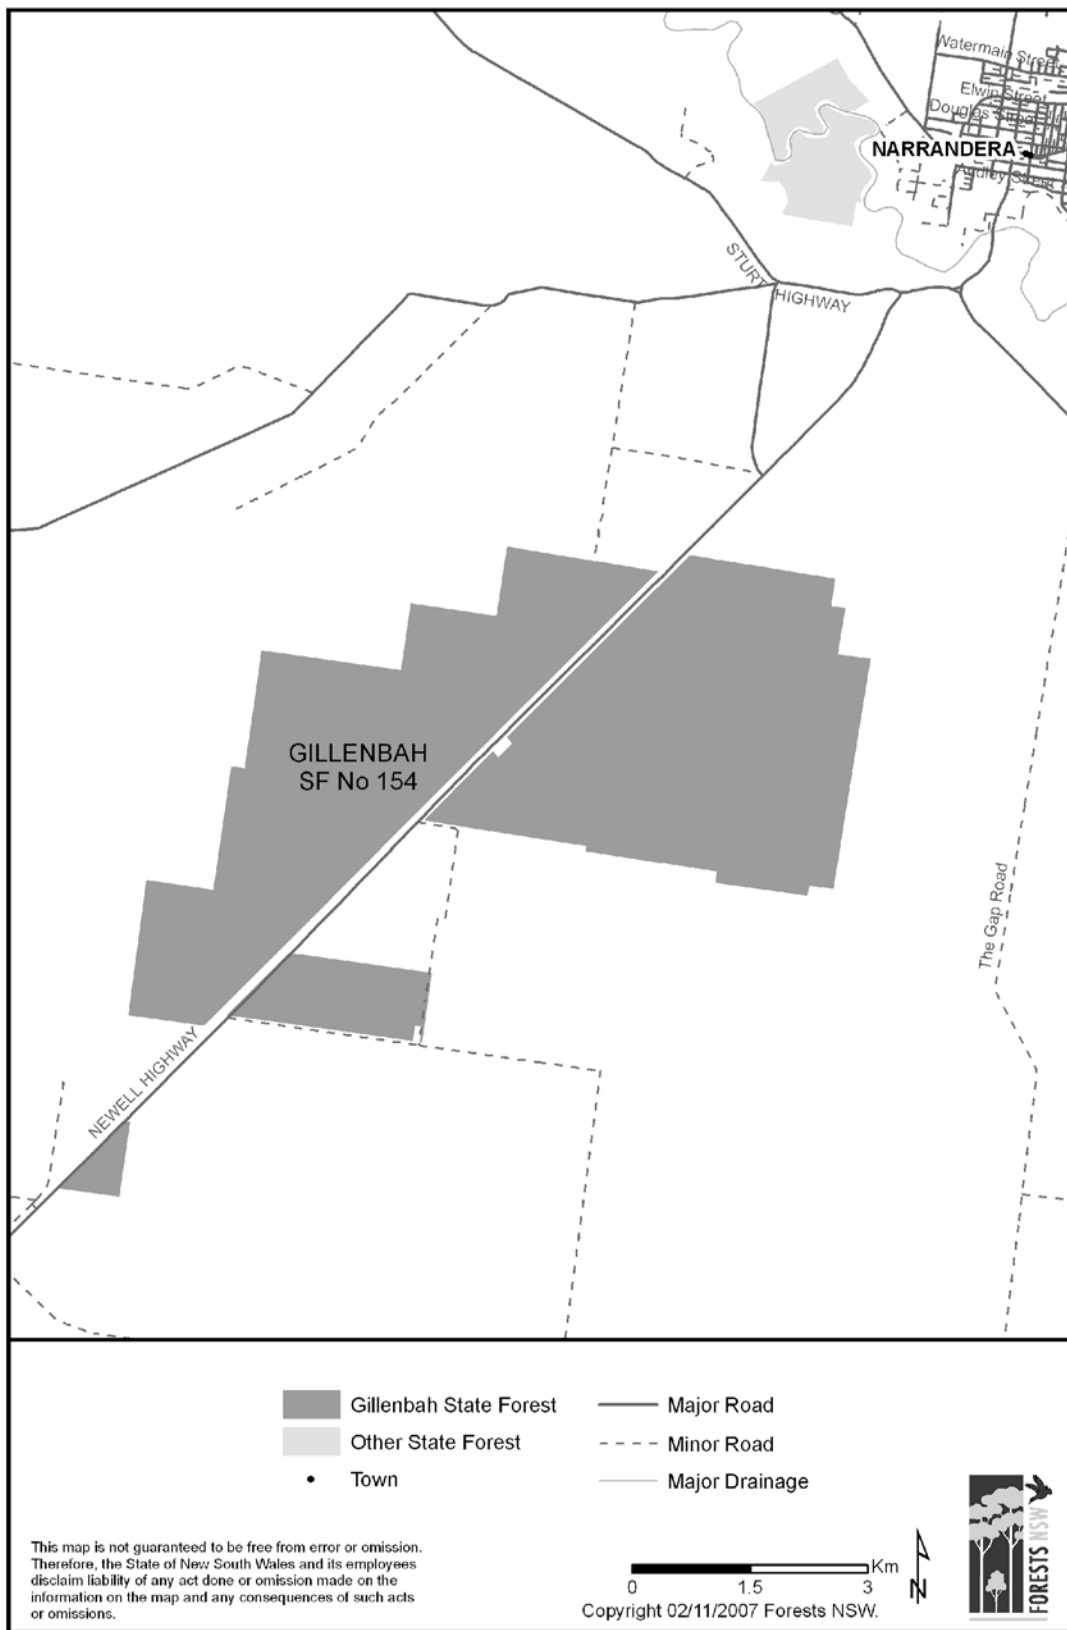 Watermain Street
Elwin Street
Douglas Street
NARRANDERA
Audley Street
STURT HIGHWAY
GILLENBAH
SF No 154
The Gap Road
NEWELL HIGHWAY
Gillenbah State Forest
Major Road
Other State Forest
Minor Road
Town
Major Drainage
This map is not guaranteed to be free from error or omission.
Therefore, the State of New South Wales and its employees
disclaim liability of any act done or omission made on the
information on the map and any consequences of such acts
or omissions.
Km
0 1.5 3
N
Copyright 02/11/2007 Forests NSW.
FORESTS NSW